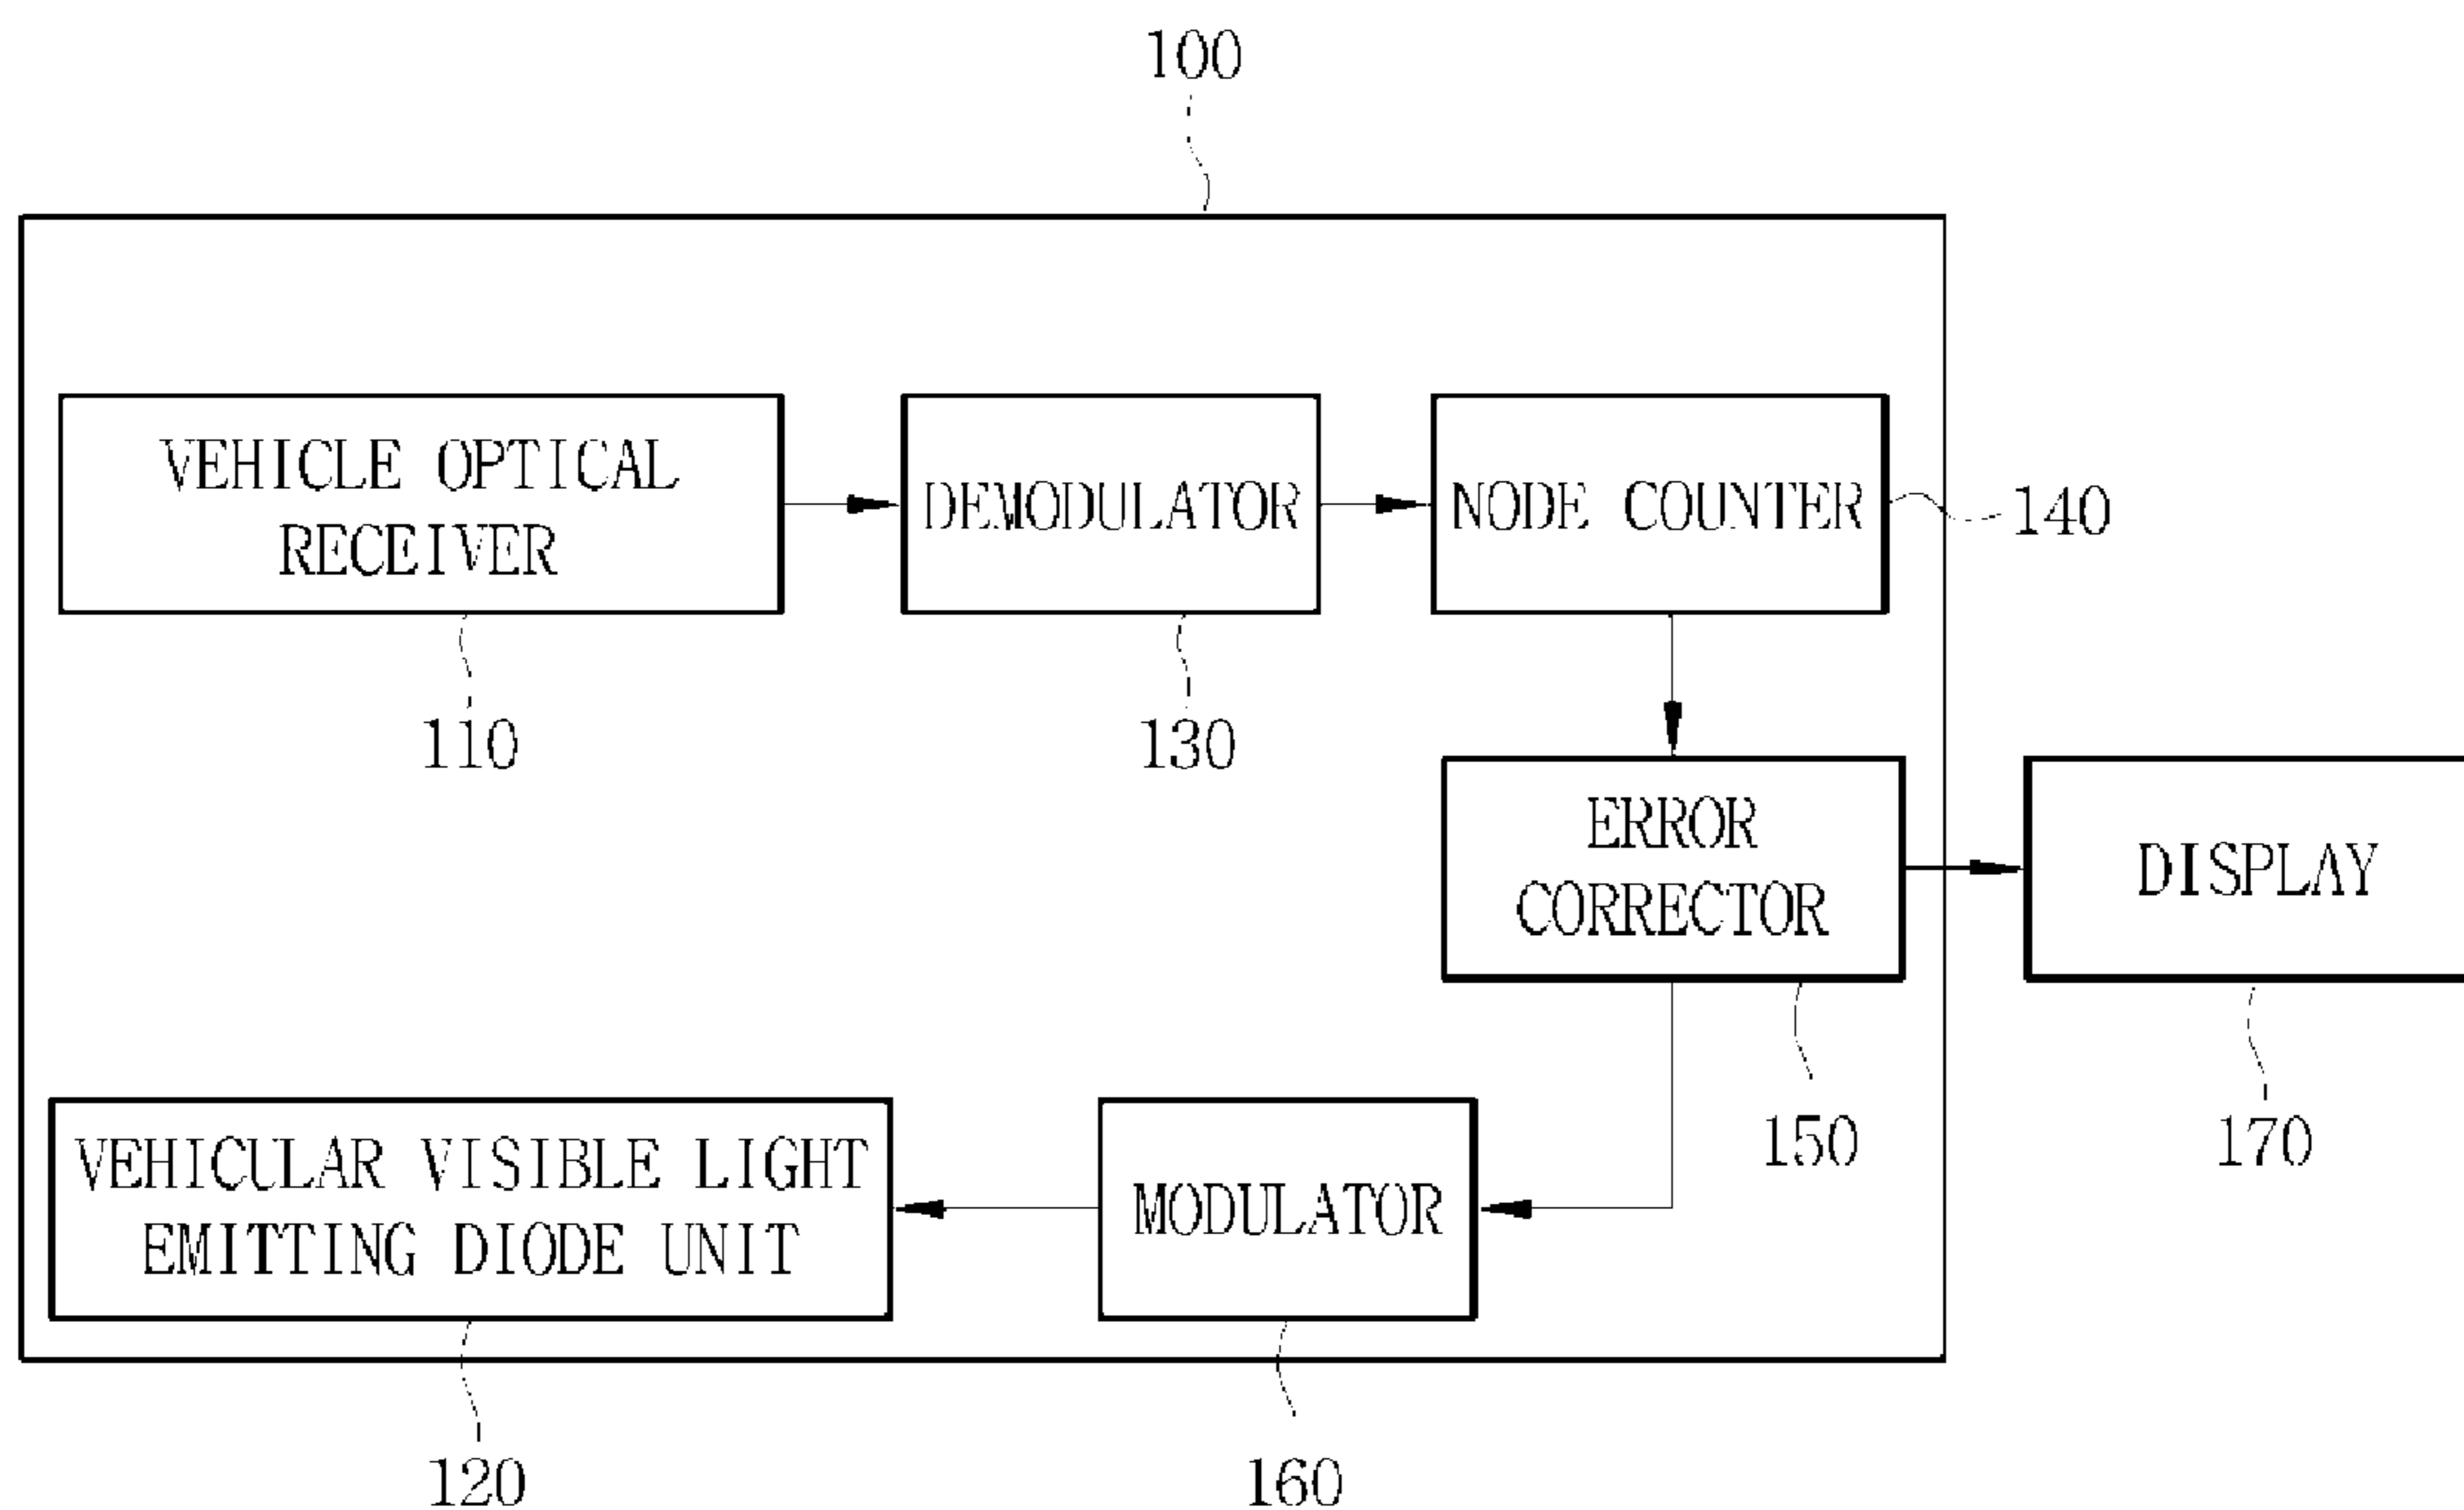 100
VEHICLE OPTICAL
RECEIVER
DEMODULATOR
NODE COUNTER
140
110
130
ERROR
CORRECTOR
DISPLAY
VEHICULAR VISIBLE LIGHT
EMITTING DIODE UNIT
MODULATOR
150
170
120
160